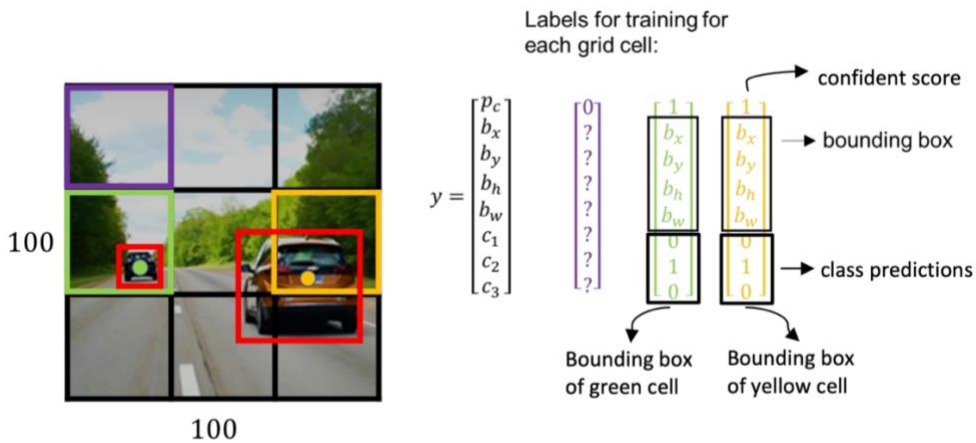 Labels for training for
each grid cell:
confident score
bounding box
class predictions
y =
p_c
b_x
b_y
b_h
b_w
c_1
c_2
c_3
0
?
?
?
?
?
?
?
1
b_x
b_y
b_h
b_w
0
1
0
1
b_x
b_y
b_h
b_w
0
1
0
Bounding box
of green cell
Bounding box
of yellow cell
100
100